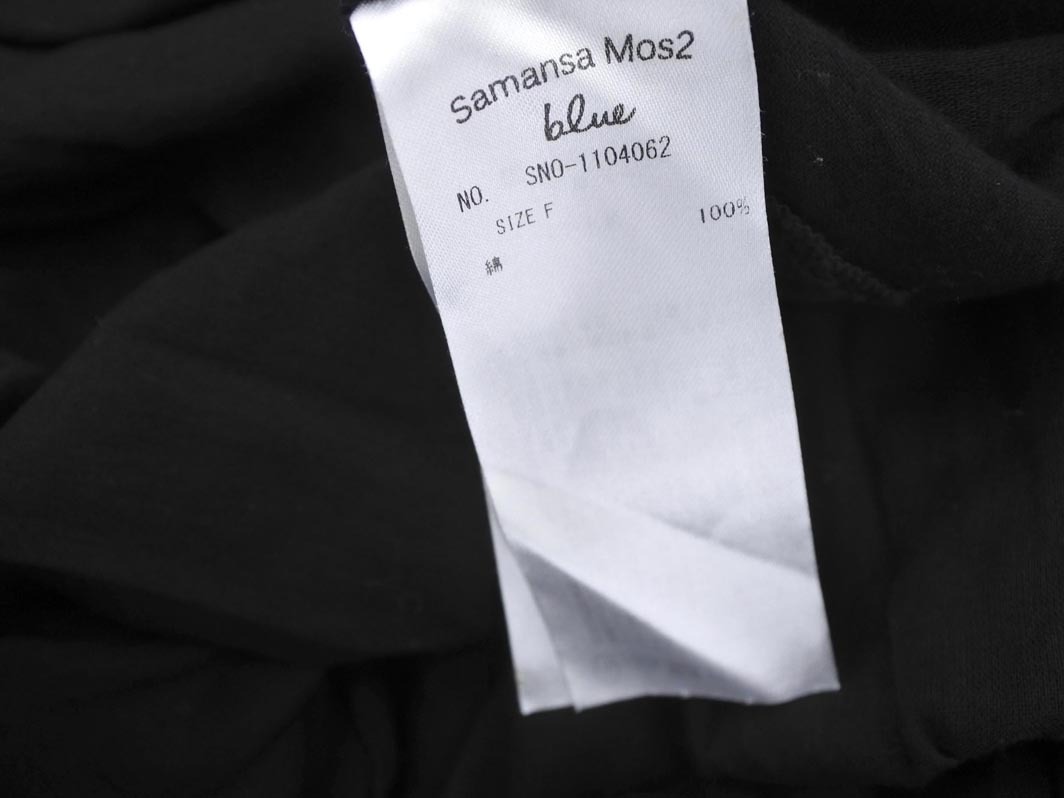 Samansa Mos2
blue
NO. SNO-1104062
SIZE F
綿 100%